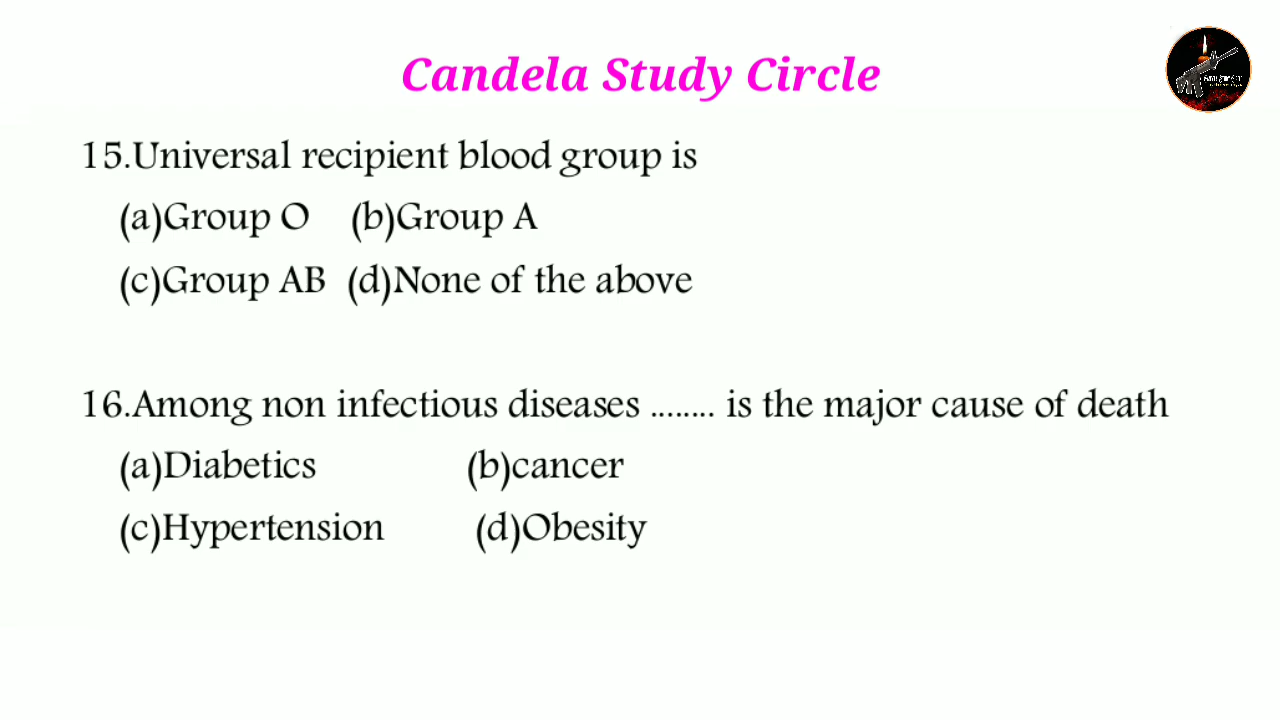 Candela Study Circle
15.Universal recipient blood group is
(a)Group O (b)Group A
(c)Group AB (d)None of the above
16.Among non infectious diseases ........ is the major cause of death
(a)Diabetics (b)cancer
(c)Hypertension (d)Obesity